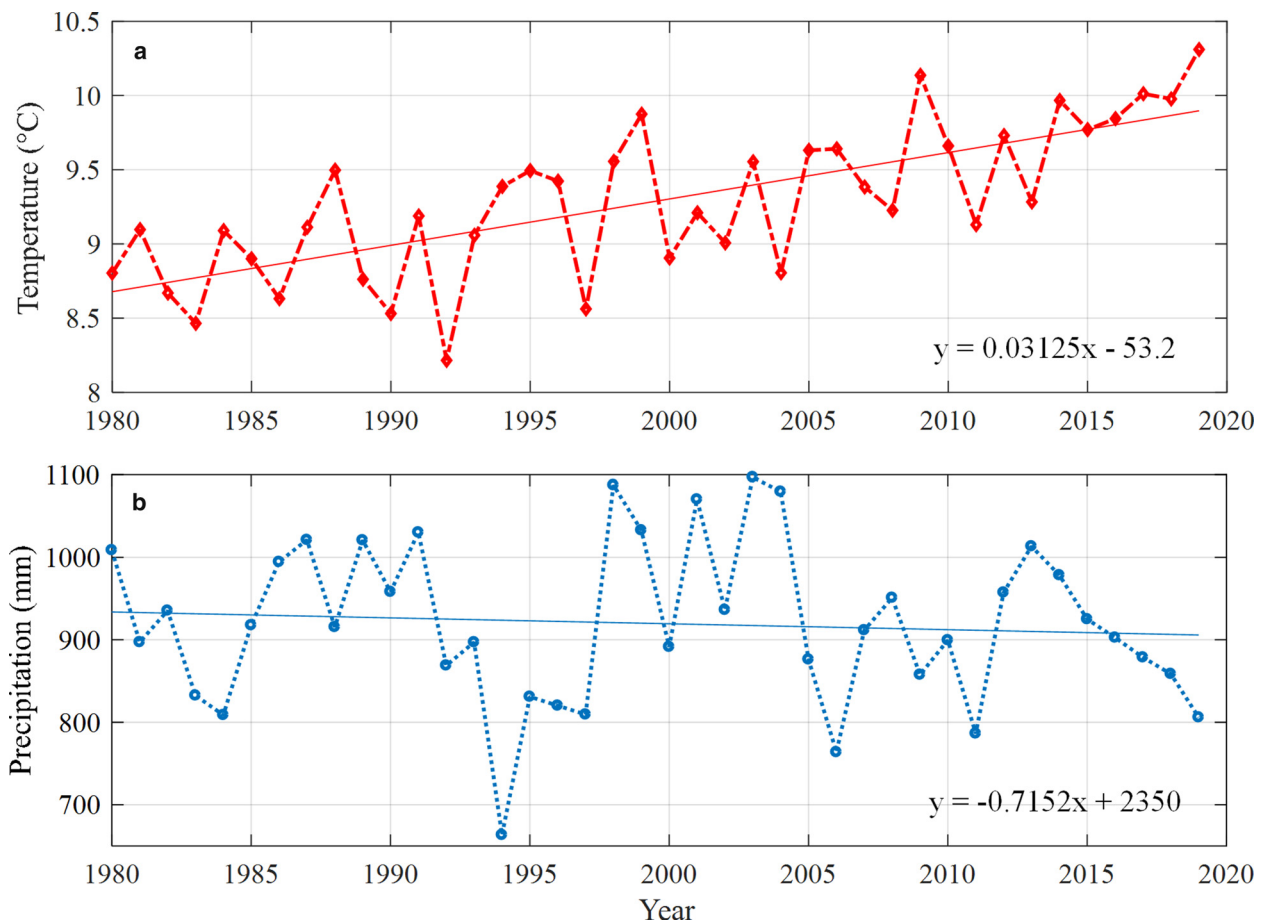 a
Temperature (°C)
10.5
10
9.5
9
8.5
8
y = 0.03125x - 53.2
1980 1985 1990 1995 2000 2005 2010 2015 2020
b
Precipitation (mm)
1100
1000
900
800
700
y = -0.7152x + 2350
1980 1985 1990 1995 2000 2005 2010 2015 2020
Year